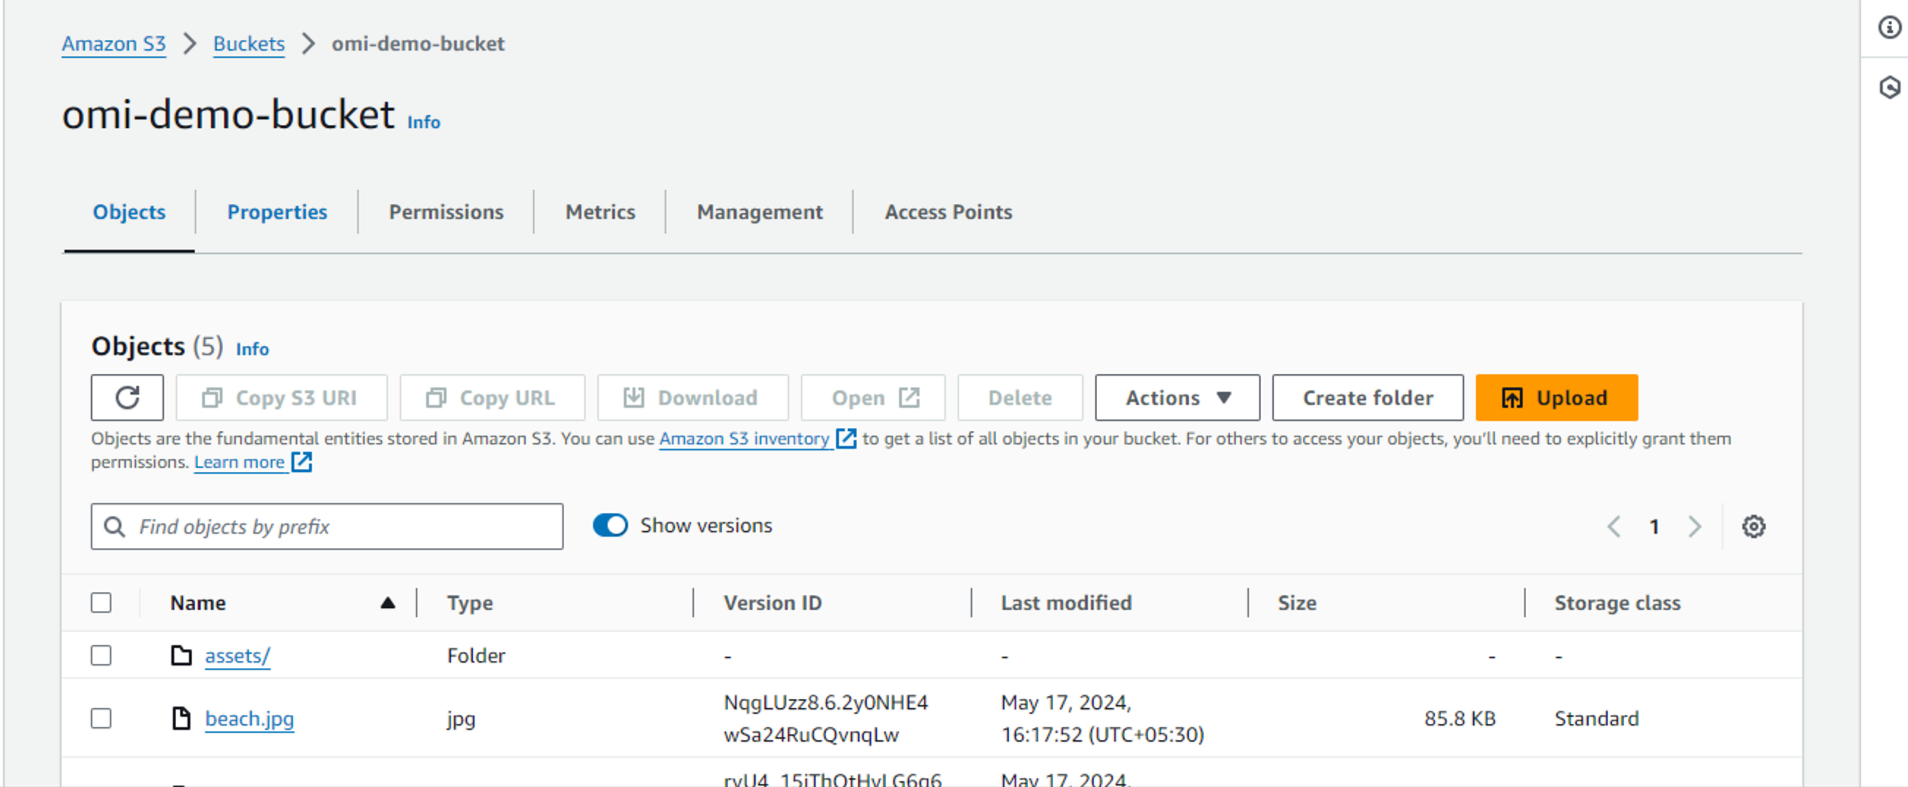 Amazon S3 > Buckets > omi-demo-bucket
omi-demo-bucket Info
Objects Properties Permissions Metrics Management Access Points
Objects (5) Info
Copy S3 URI Copy URL Download Open Delete Actions Create folder Upload
Objects are the fundamental entities stored in Amazon S3. You can use Amazon S3 inventory to get a list of all objects in your bucket. For others to access your objects, you'll need to explicitly grant them
permissions. Learn more
Find objects by prefix Show versions 1
Name Type Version ID Last modified Size Storage class
assets/ Folder - - - -
NqgLUzz8.6.2y0NHE4 May 17, 2024,
beach.jpg jpg 85.8 KB Standard
wSa24RuCQvnqLw 16:17:52 (UTC+05:30)
May 17, 2024,